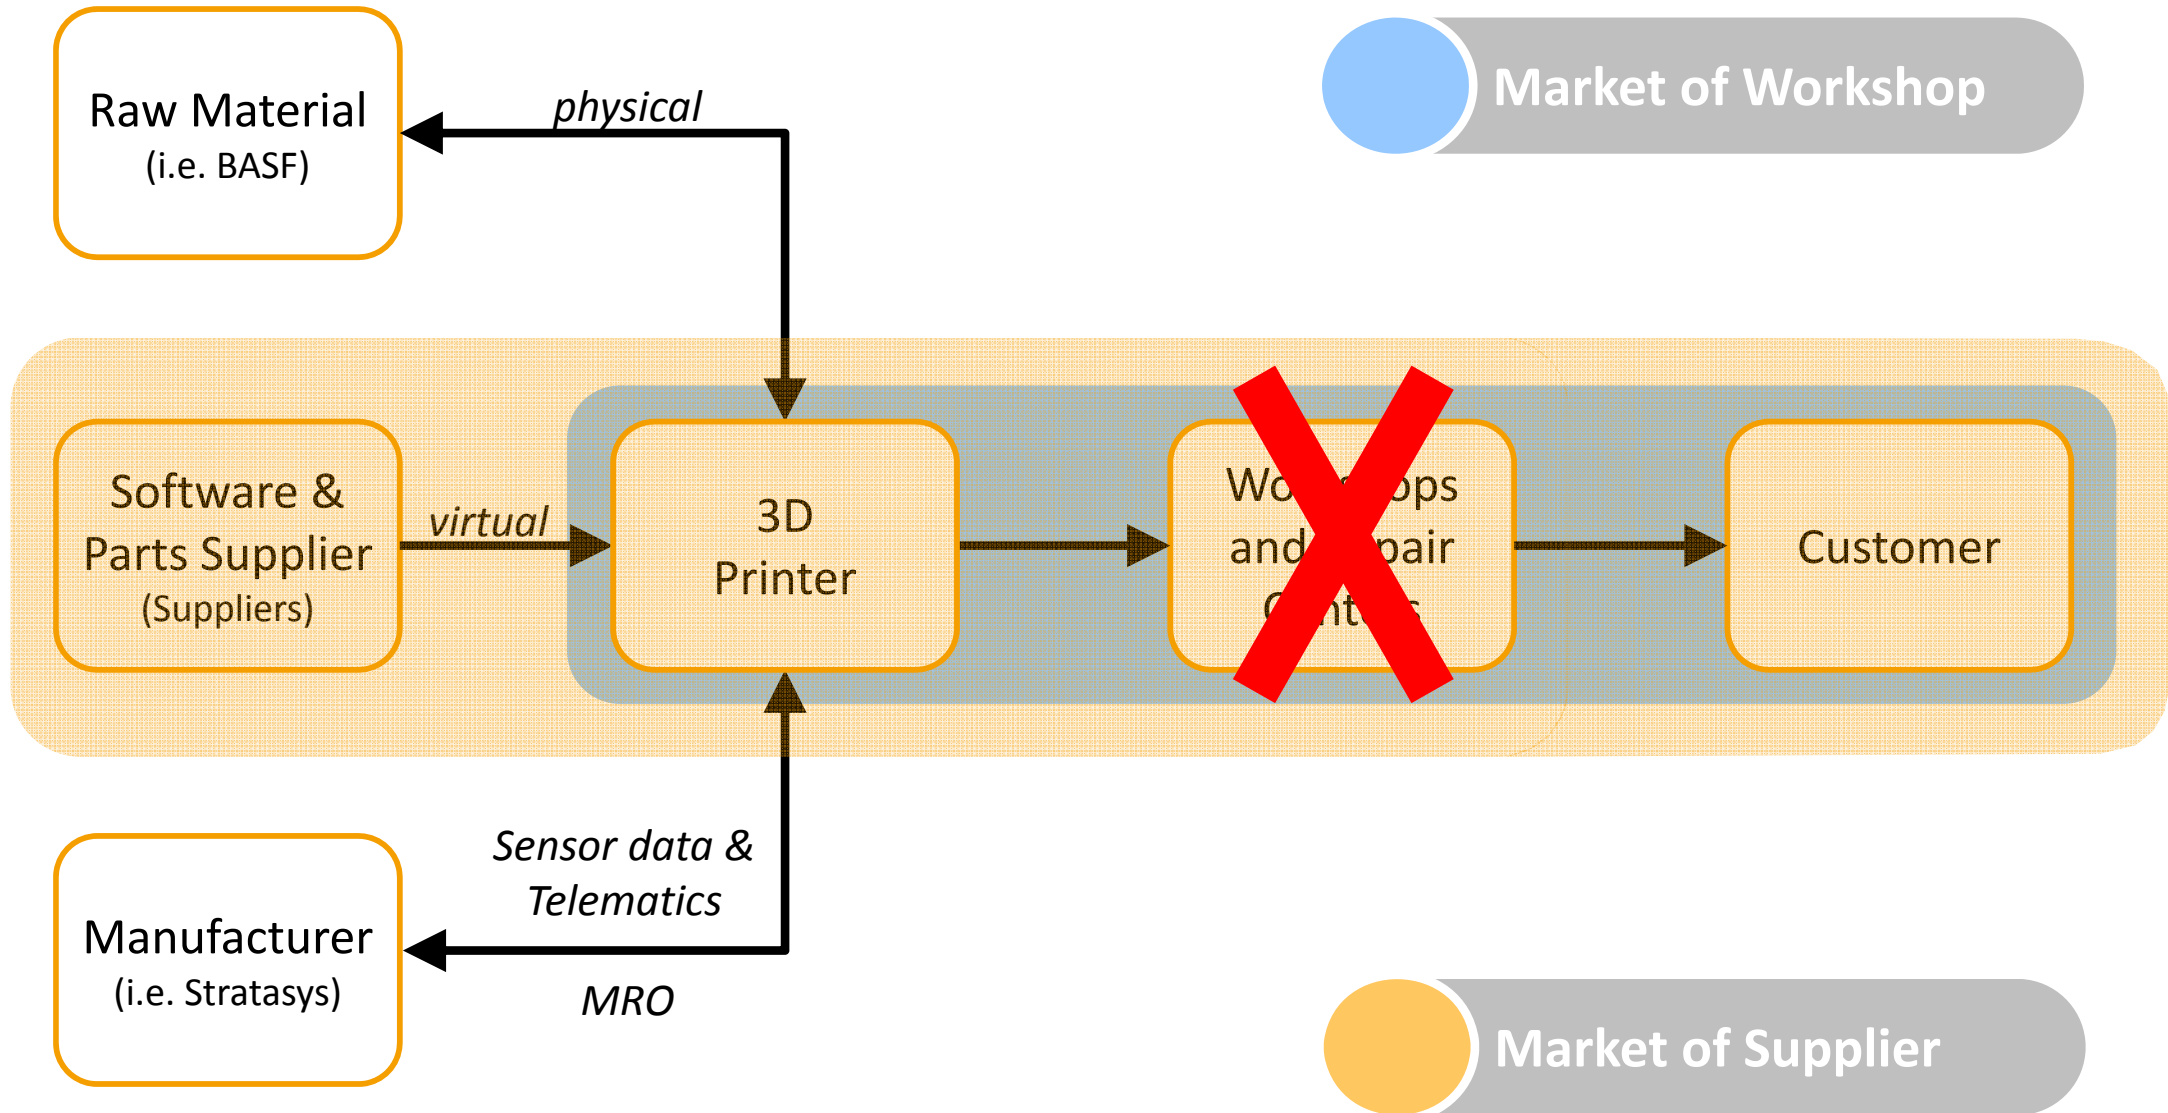 Raw Material
(i.e. BASF)
physical
Market of Workshop
Software &
Parts Supplier
(Suppliers)
virtual
3D
Printer
and
Customer
Sensor data &
Telematics
Manufacturer
(i.e. Stratasys)
MRO
Market of Supplier